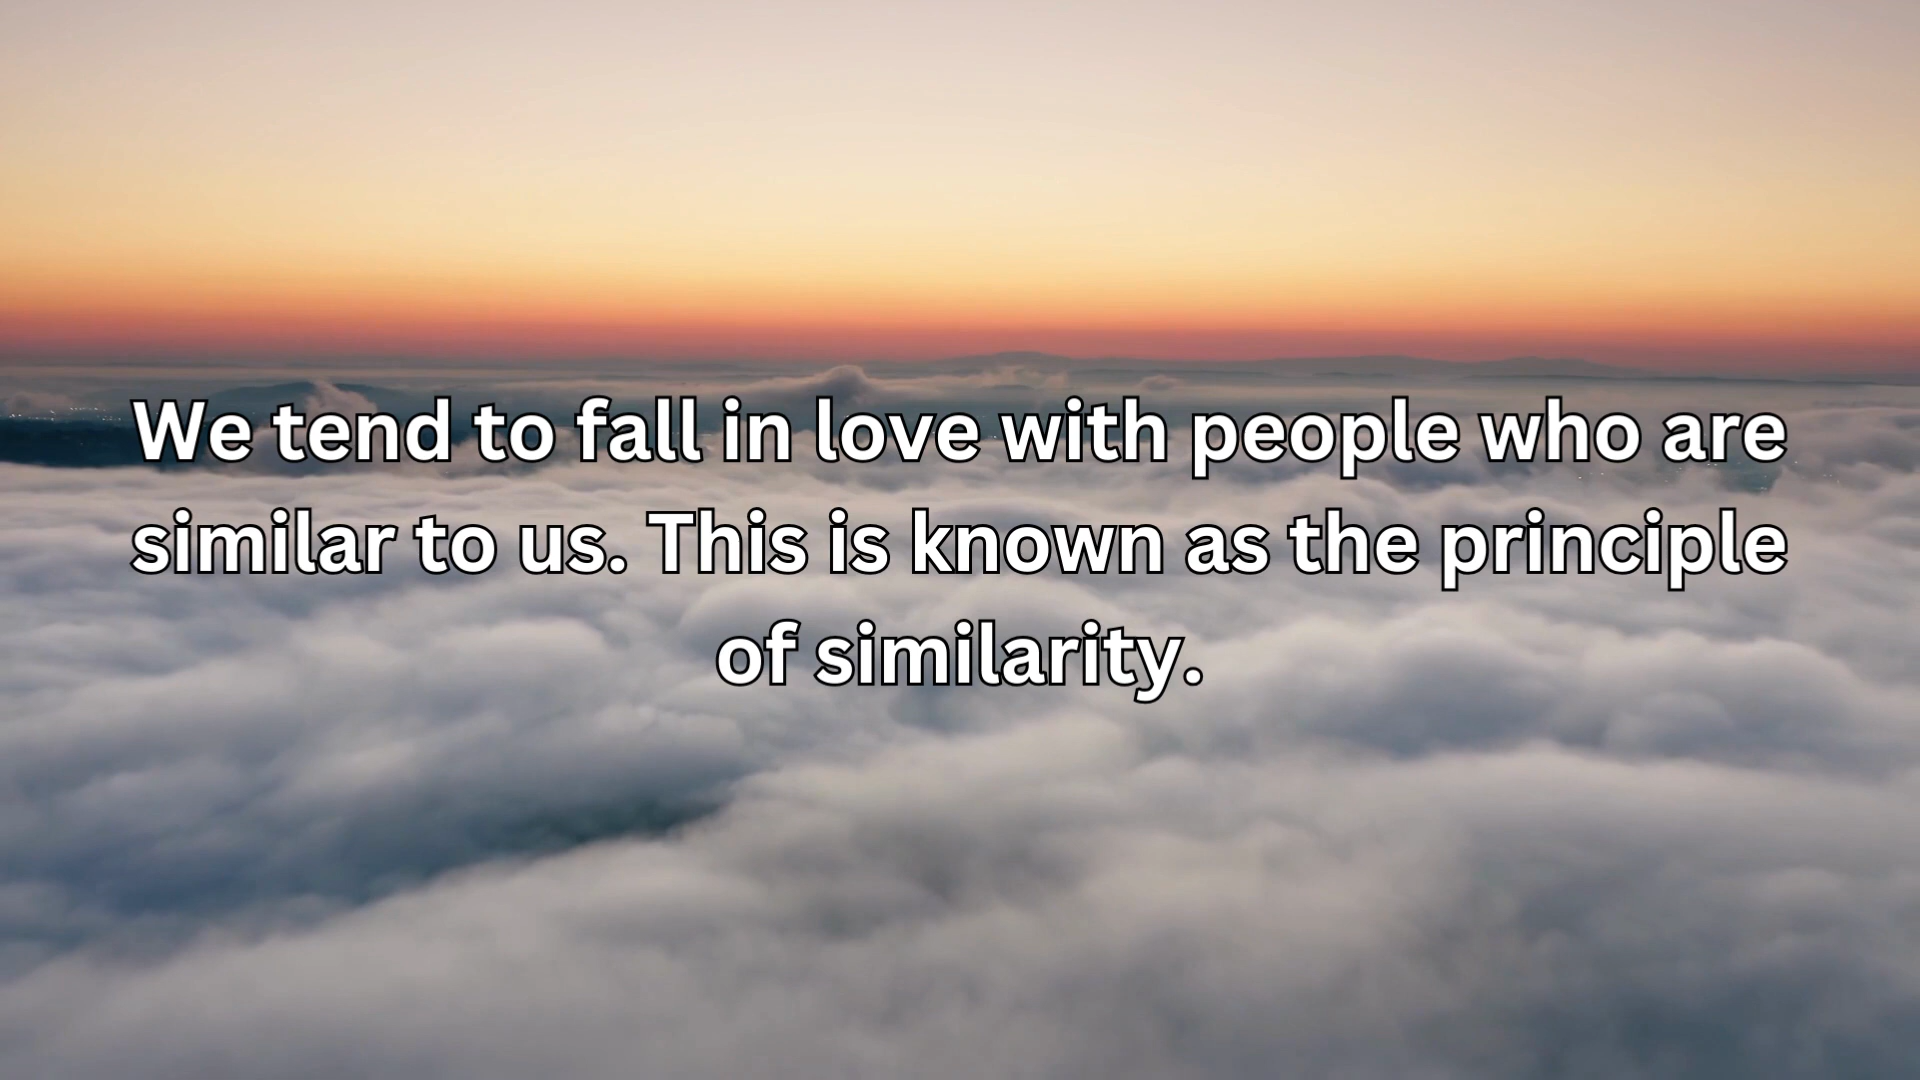 We tend to fall in love with people who are
similar to us. This is known as the principle
of similarity.